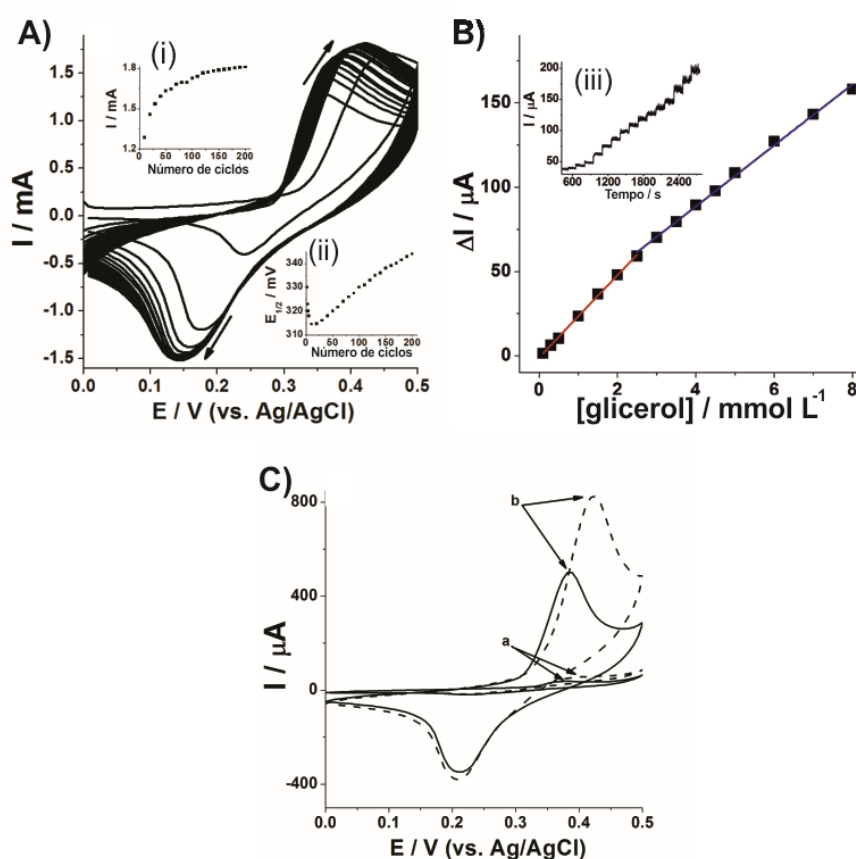 A)
(i)
I / mA
1.8
1.5
1.2
0 50 100 150 200
Número de ciclos
(ii)
E1/2 / mV
340
330
320
310
0 50 100 150 200
Número de ciclos
I / mA
1.5
1.0
0.5
0.0
-0.5
-1.0
-1.5
0.0 0.1 0.2 0.3 0.4 0.5
E / V (vs. Ag/AgCl)
B)
(iii)
I / µA
200
150
100
50
600 1200 1800 2400
Tempo / s
ΔI / µA
150
100
50
0
0 2 4 6 8
[glicerol] / mmol L-1
C)
b
a
I / µA
800
400
0
-400
0.0 0.1 0.2 0.3 0.4 0.5
E / V (vs. Ag/AgCl)